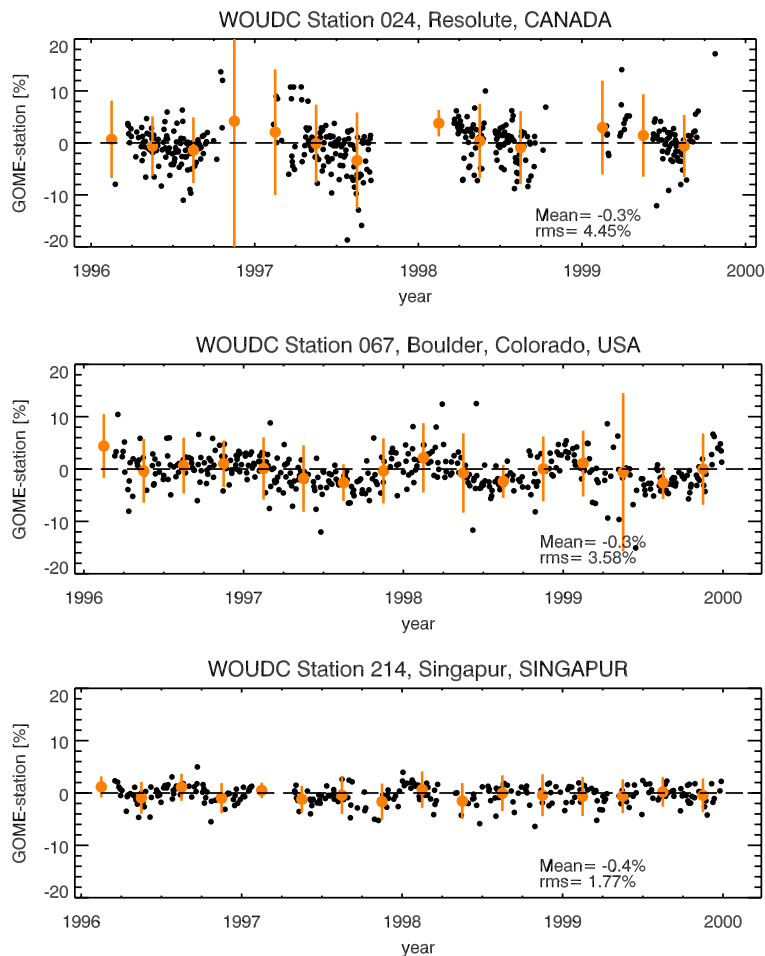 WOUDC Station 024, Resolute, CANADA
20
10
0
-10
-20
GOME-station [%]
Mean= -0.3%
rms= 4.45%
1996 1997 1998 1999 2000
year
WOUDC Station 067, Boulder, Colorado, USA
20
10
0
-10
-20
GOME-station [%]
Mean= -0.3%
rms= 3.58%
1996 1997 1998 1999 2000
year
WOUDC Station 214, Singapur, SINGAPUR
20
10
0
-10
-20
GOME-station [%]
Mean= -0.4%
rms= 1.77%
1996 1997 1998 1999 2000
year